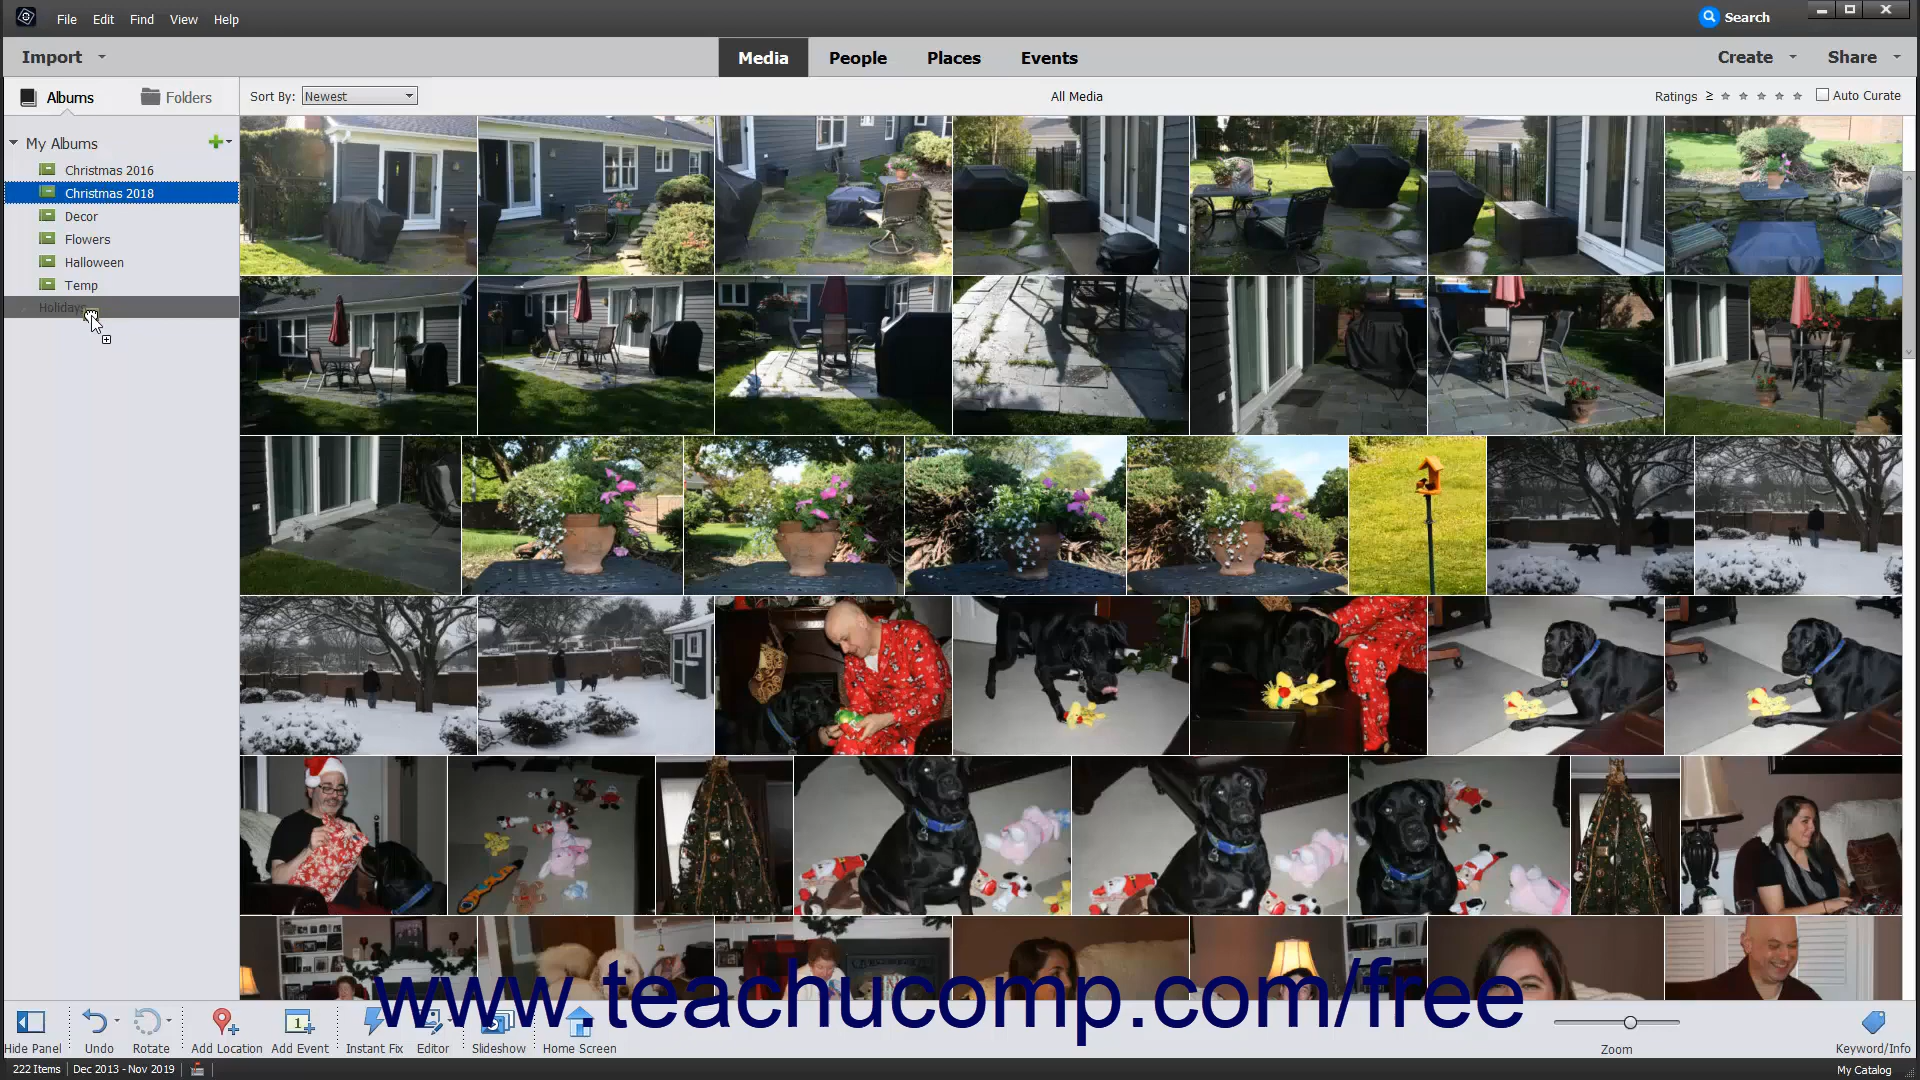 File Edit Find View Help
Search
Import
Media People Places Events
Create Share
Albums Folders
Sort By: Newest
All Media
Ratings ≥
Auto Curate
My Albums
Christmas 2016
Christmas 2018
Decor
Flowers
Halloween
Temp
Holidays
www.teachucomp.com/free
Hide Panel Undo Rotate Add Location Add Event Instant Fix Editor Slideshow Home Screen Zoom Keyword/Info
222 Items Dec 2013 - Nov 2019 My Catalog